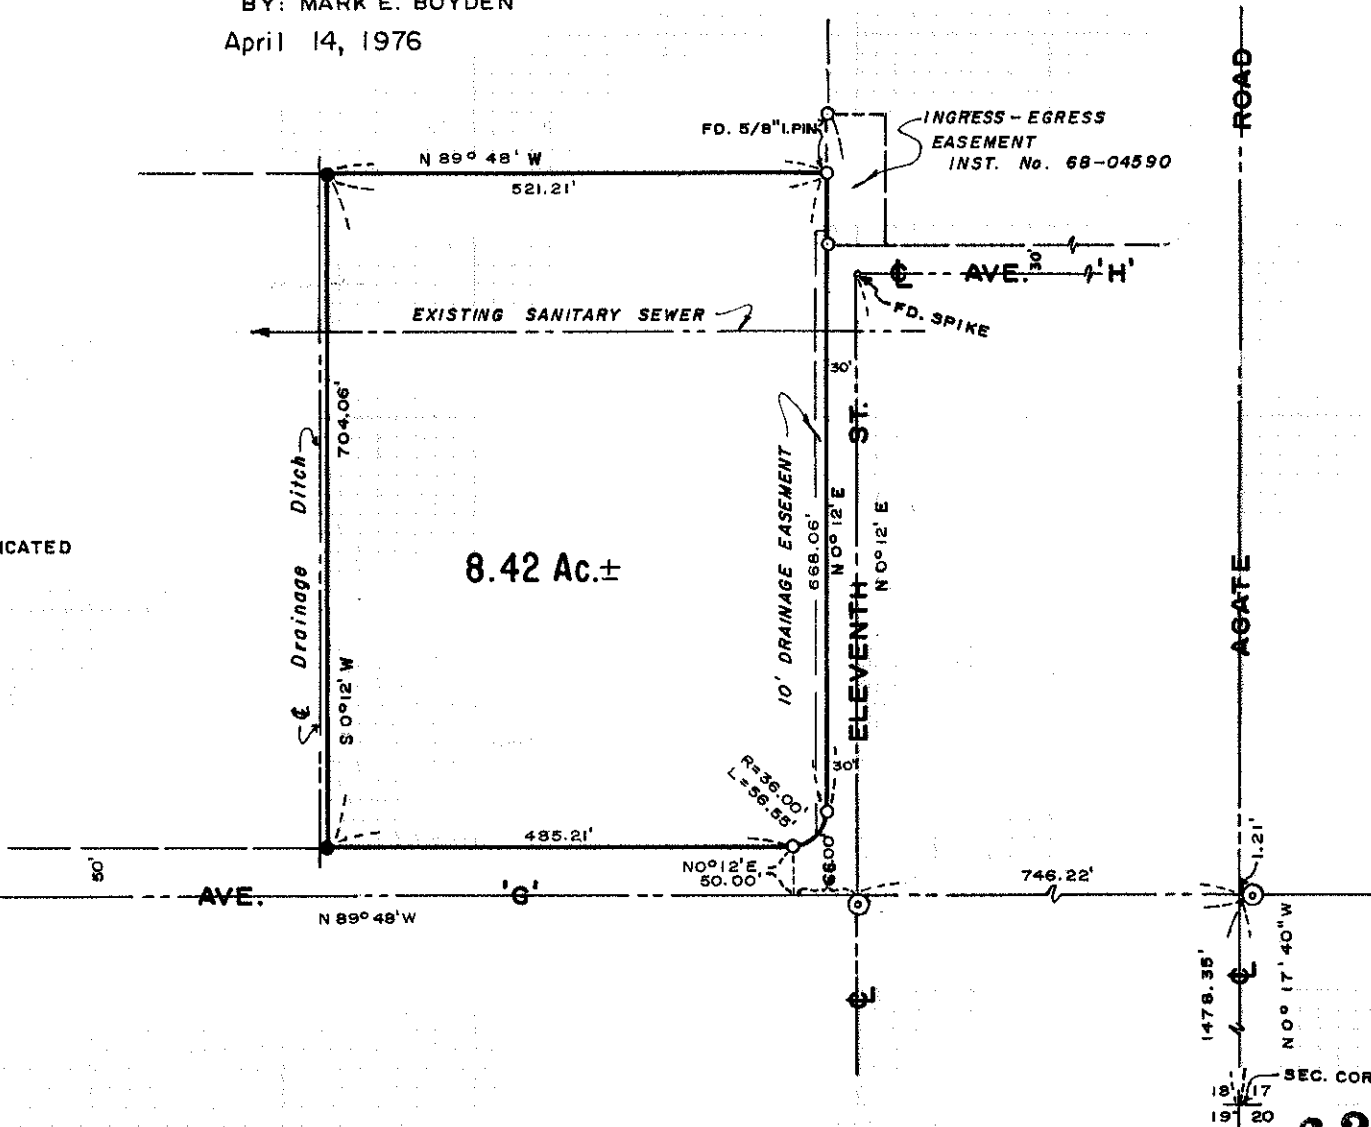 BY: MARK E. BOYDEN
April 14, 1976
ROAD
FD. 5/8" I.PIN
INGRESS - EGRESS
EASEMENT
INST. No. 68-04590
N 89° 48' W
521.21'
℄ AVE. 'H'
30'
FD. SPIKE
EXISTING SANITARY SEWER
30'
704.06'
S 0° 12' W
℄ Drainage Ditch
10' DRAINAGE EASEMENT
668.06'
N 0° 12' E
ELEVENTH ST.
N 0° 12' E
AGATE
ICATED
8.42 Ac.±
30'
R=36.00'
L=56.55'
485.21'
N0°12'E
50.00'
50'
AVE. 'G'
N 89° 48' W
746.22'
1.21'
℄
1478.35'
℄
N 0° 17' 40" W
SEC. COR
18 17
19 20